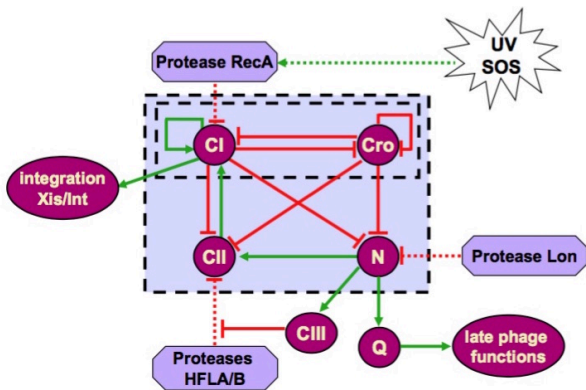 UV
SOS
Protease RecA
CI
Cro
integration
Xis/Int
CII
N
Protease Lon
CIII
Q
late phage
functions
Proteases
HFLA/B